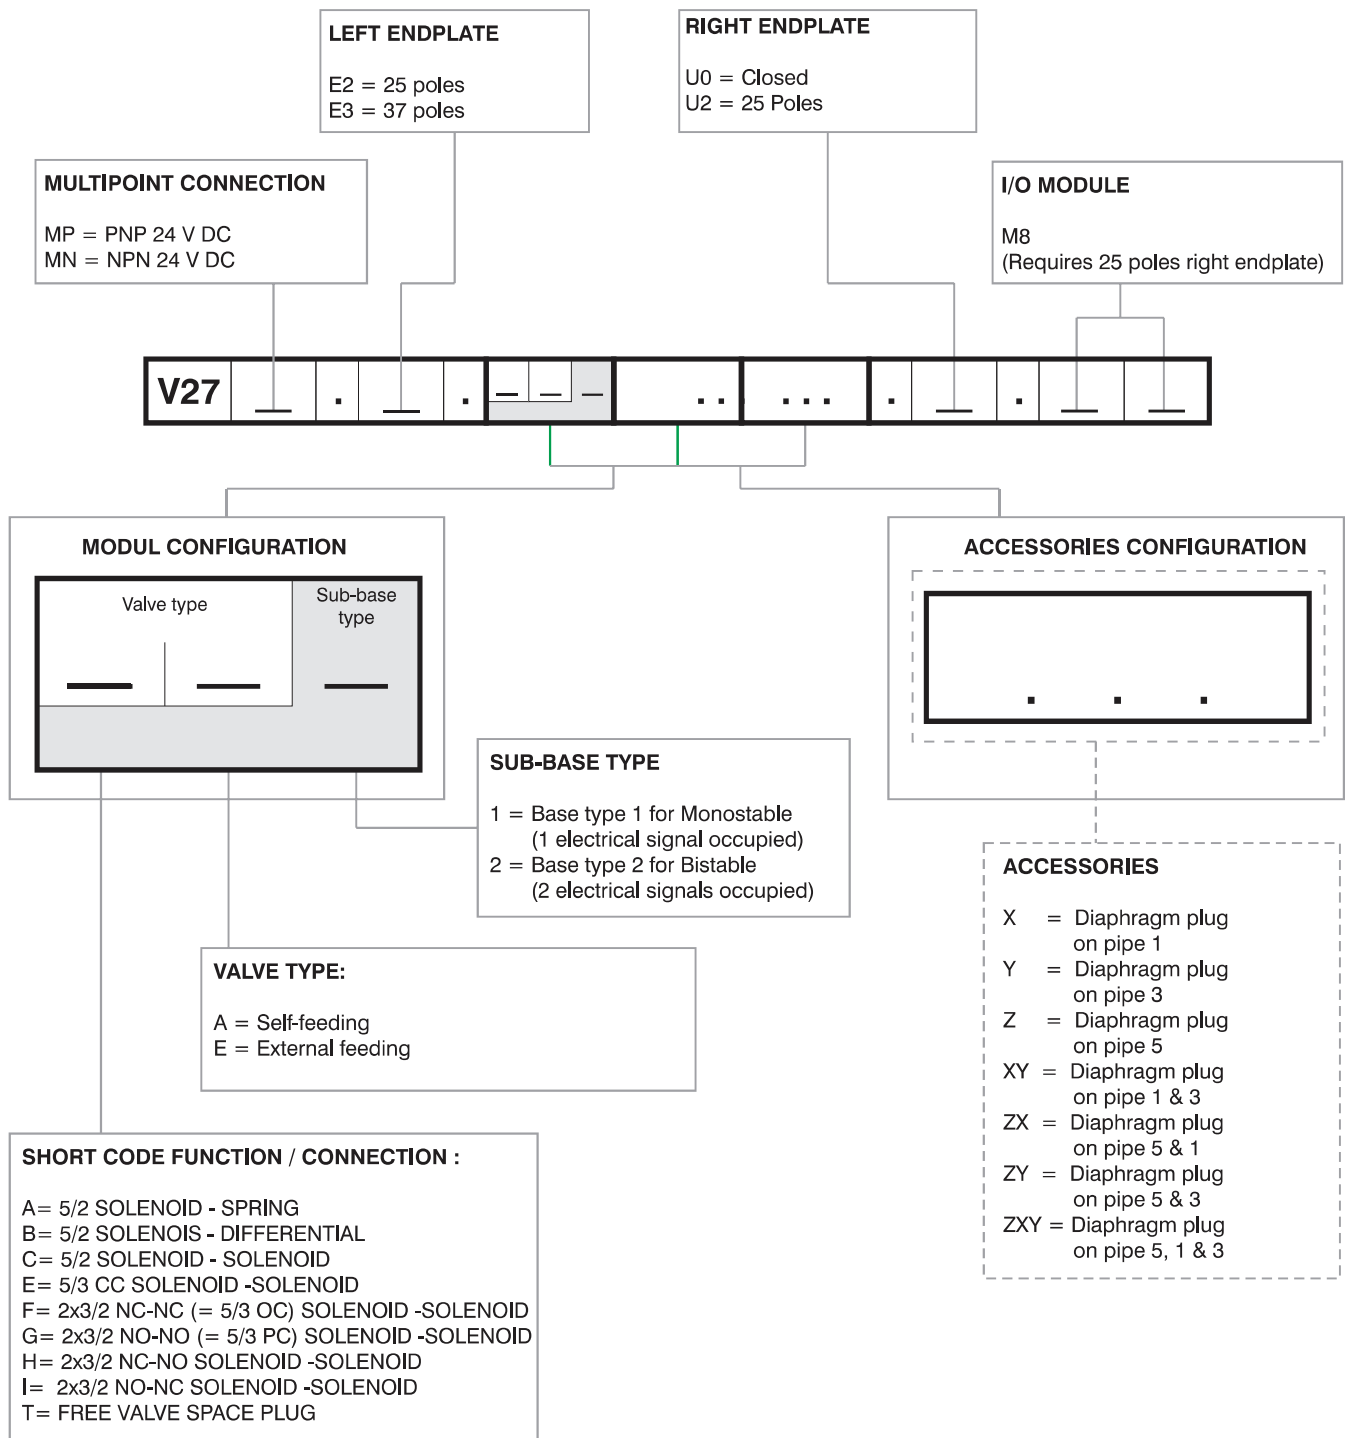 LEFT ENDPLATE
E2 = 25 poles
E3 = 37 poles
RIGHT ENDPLATE
U0 = Closed
U2 = 25 Poles
MULTIPOINT CONNECTION
MP = PNP 24 V DC
MN = NPN 24 V DC
I/O MODULE
M8
(Requires 25 poles right endplate)
V27 __ . __ . _ _ _ .. ... . __ . __ __
MODUL CONFIGURATION
Valve type
Sub-base
type
ACCESSORIES CONFIGURATION
. . .
SUB-BASE TYPE
1 = Base type 1 for Monostable
(1 electrical signal occupied)
2 = Base type 2 for Bistable
(2 electrical signals occupied)
VALVE TYPE:
A = Self-feeding
E = External feeding
ACCESSORIES
X = Diaphragm plug
on pipe 1
Y = Diaphragm plug
on pipe 3
Z = Diaphragm plug
on pipe 5
XY = Diaphragm plug
on pipe 1 & 3
ZX = Diaphragm plug
on pipe 5 & 1
ZY = Diaphragm plug
on pipe 5 & 3
ZXY = Diaphragm plug
on pipe 5, 1 & 3
SHORT CODE FUNCTION / CONNECTION :
A= 5/2 SOLENOID - SPRING
B= 5/2 SOLENOIS - DIFFERENTIAL
C= 5/2 SOLENOID - SOLENOID
E= 5/3 CC SOLENOID -SOLENOID
F= 2x3/2 NC-NC (= 5/3 OC) SOLENOID -SOLENOID
G= 2x3/2 NO-NO (= 5/3 PC) SOLENOID -SOLENOID
H= 2x3/2 NC-NO SOLENOID -SOLENOID
I= 2x3/2 NO-NC SOLENOID -SOLENOID
T= FREE VALVE SPACE PLUG